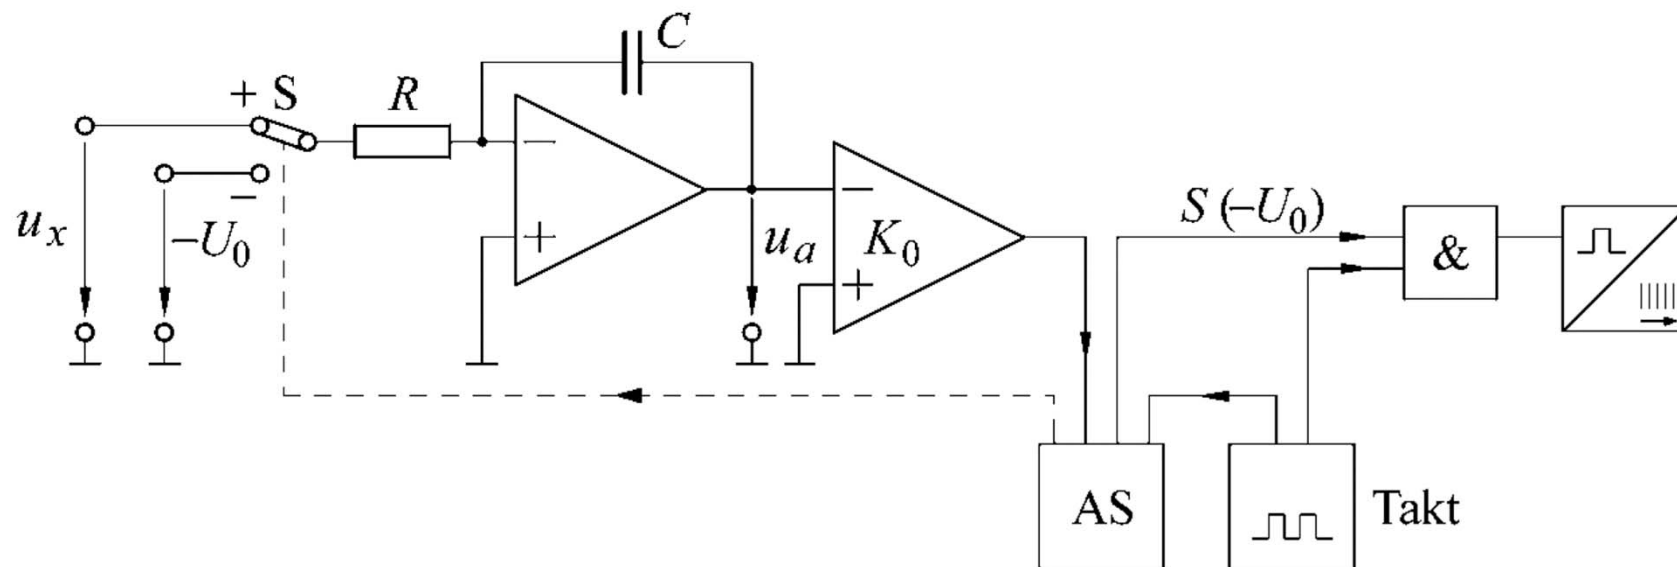 C
+ S
R
−
−
−
u_x
−U_0
+
u_a
K_0
+
S (−U_0)
&
AS
Takt